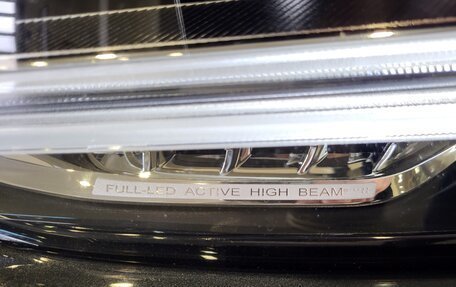 FULL-LED ACTIVE HIGH BEAM